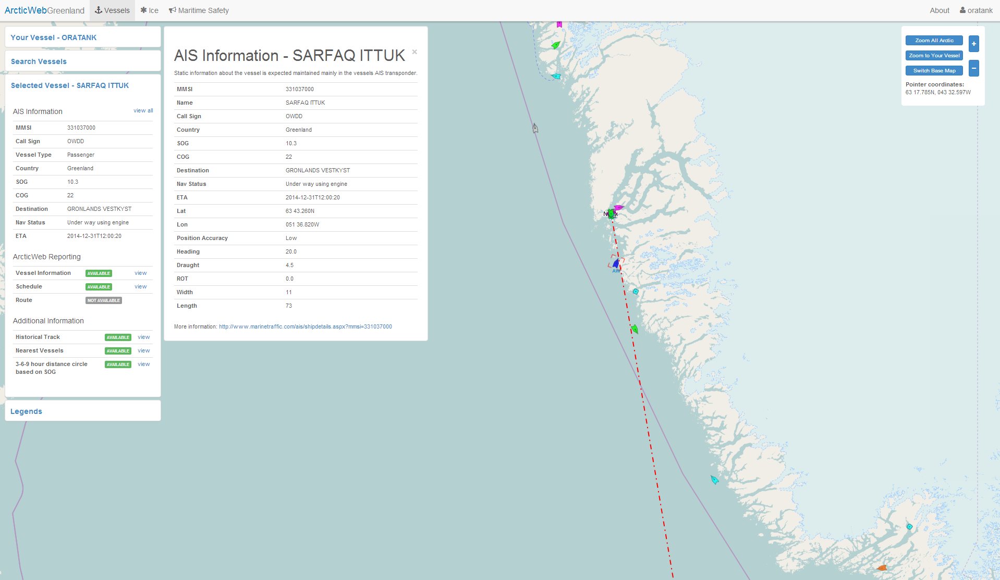 ArcticWebGreenland Vessels Ice Maritime Safety About oratank
Your Vessel - ORATANK
Search Vessels
Selected Vessel - SARFAQ ITTUK
AIS Information view all
MMSI 331037000
Call Sign OWDD
Vessel Type Passenger
Country Greenland
SOG 10.3
COG 22
Destination GRONLANDS VESTKYST
Nav Status Under way using engine
ETA 2014-12-31T12:00:20
ArcticWeb Reporting
Vessel Information AVAILABLE view
Schedule AVAILABLE view
Route NOT AVAILABLE
Additional Information
Historical Track AVAILABLE view
Nearest Vessels AVAILABLE view
3-6-9 hour distance circle AVAILABLE view
based on SOG
Legends
AIS Information - SARFAQ ITTUK ×
Static information about the vessel is expected maintained mainly in the vessels AIS transponder.
MMSI 331037000
Name SARFAQ ITTUK
Call Sign OWDD
Country Greenland
SOG 10.3
COG 22
Destination GRONLANDS VESTKYST
Nav Status Under way using engine
ETA 2014-12-31T12:00:20
Lat 63 43.260N
Lon 051 36.820W
Position Accuracy Low
Heading 20.0
Draught 4.5
ROT 0.0
Width 11
Length 73
More information: http://www.marinetraffic.com/ais/shipdetails.aspx?mmsi=331037000
AW
Zoom All Arctic +
Zoom to Your Vessel
Switch Base Map −
Pointer coordinates:
63 17.785N, 043 32.597W